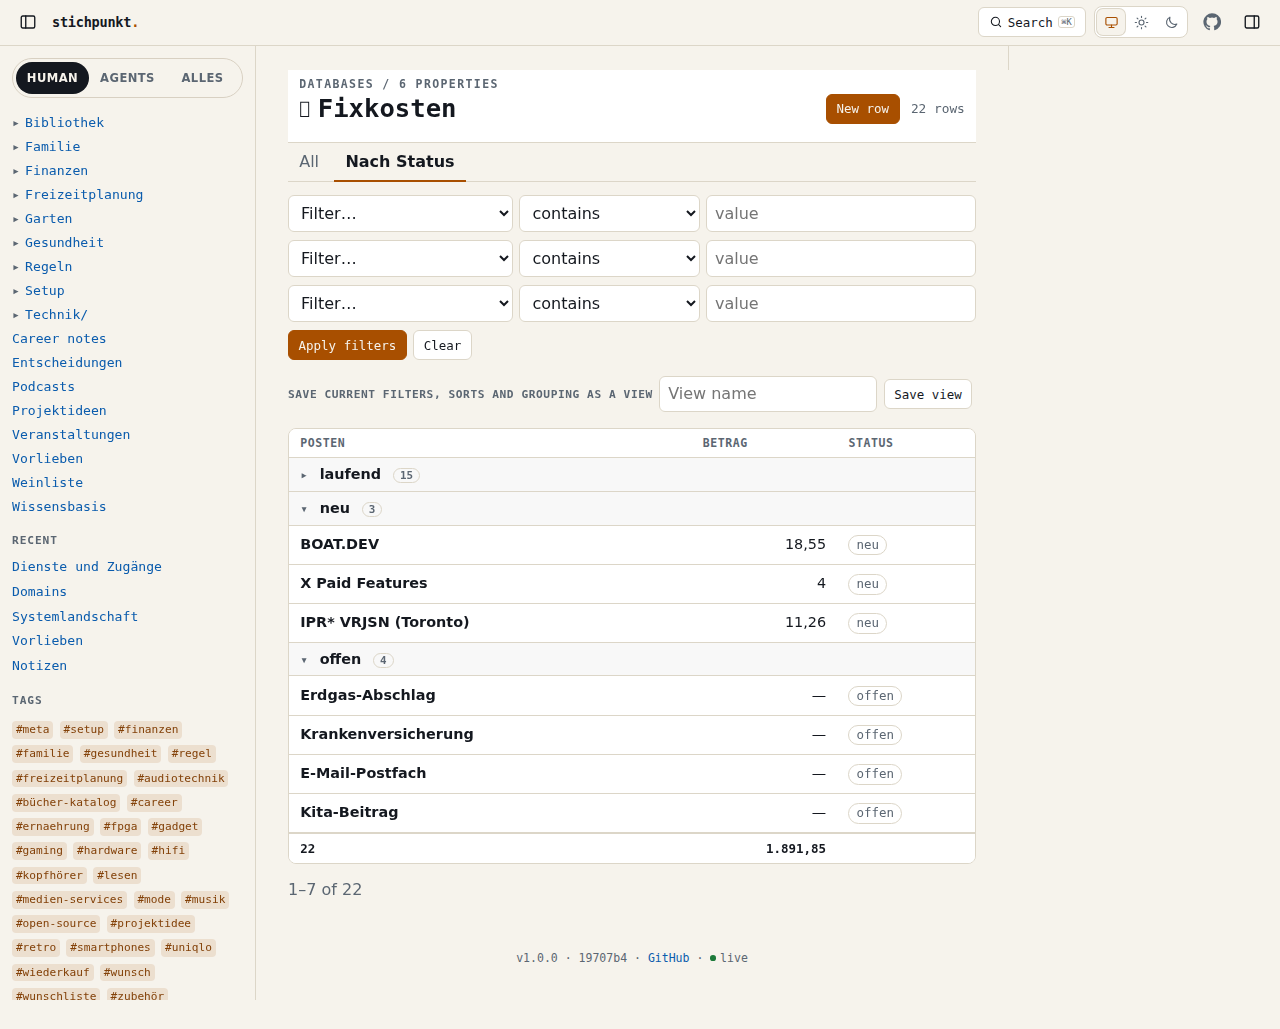 stichpunkt.
Search ⌘K
HUMAN AGENTS ALLES
Bibliothek
Familie
Finanzen
Freizeitplanung
Garten
Gesundheit
Regeln
Setup
Technik/
Career notes
Entscheidungen
Podcasts
Projektideen
Veranstaltungen
Vorlieben
Weinliste
Wissensbasis
RECENT
Dienste und Zugänge
Domains
Systemlandschaft
Vorlieben
Notizen
TAGS
#meta #setup #finanzen
#familie #gesundheit #regel
#freizeitplanung #audiotechnik
#bücher-katalog #career
#ernaehrung #fpga #gadget
#gaming #hardware #hifi
#kopfhörer #lesen
#medien-services #mode #musik
#open-source #projektidee
#retro #smartphones #uniqlo
#wiederkauf #wunsch
#wunschliste #zubehör
DATABASES / 6 PROPERTIES
Fixkosten
New row 22 rows
All Nach Status
Filter… contains value
Filter… contains value
Filter… contains value
Apply filters Clear
SAVE CURRENT FILTERS, SORTS AND GROUPING AS A VIEW View name Save view
POSTEN BETRAG STATUS
laufend 15
neu 3
BOAT.DEV 18,55 neu
X Paid Features 4 neu
IPR* VRJSN (Toronto) 11,26 neu
offen 4
Erdgas-Abschlag — offen
Krankenversicherung — offen
E-Mail-Postfach — offen
Kita-Beitrag — offen
22 1.891,85
1–7 of 22
v1.0.0 · 19707b4 · GitHub · live